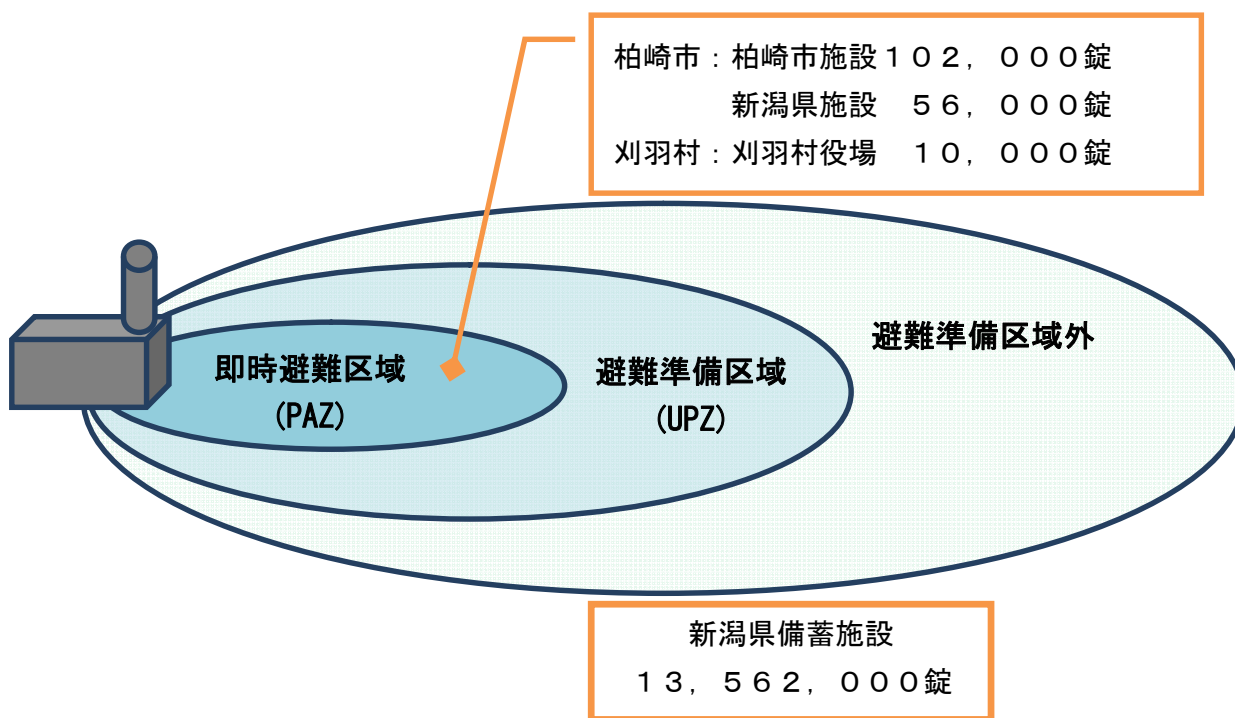 柏崎市：柏崎市施設１０２，０００錠
新潟県施設　５６，０００錠
刈羽村：刈羽村役場　１０，０００錠
避難準備区域外
即時避難区域
(PAZ)
避難準備区域
(UPZ)
新潟県備蓄施設
１３，５６２，０００錠